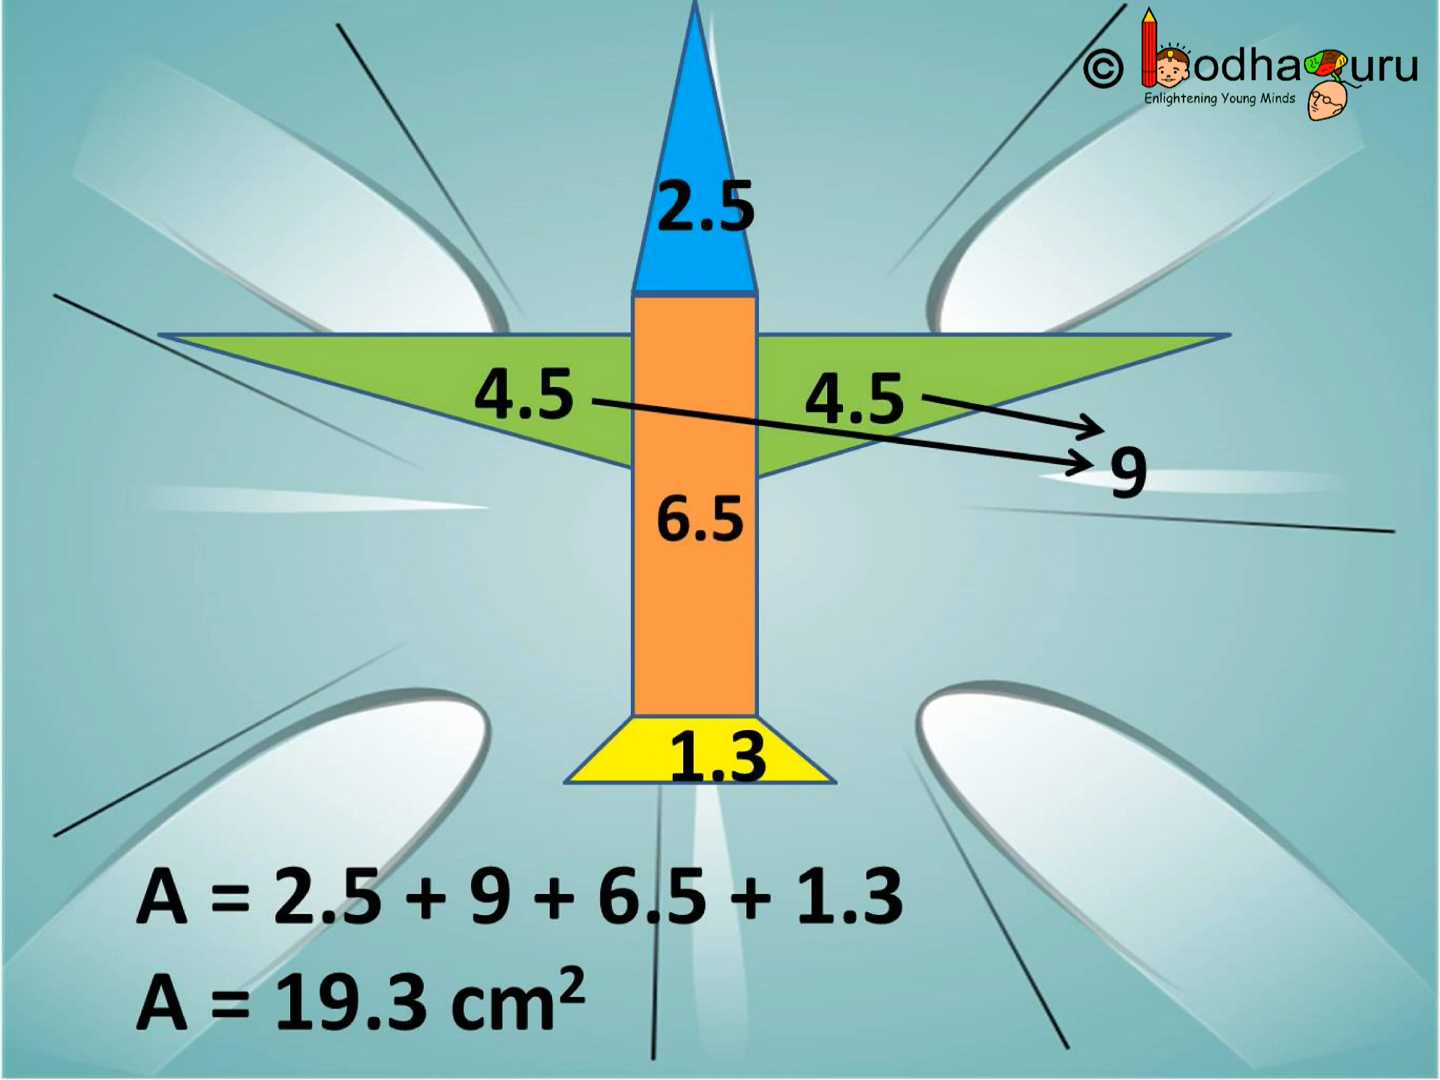 © bodhaguru
Enlightening Young Minds
2.5
4.5
4.5
9
6.5
1.3
A = 2.5 + 9 + 6.5 + 1.3
A = 19.3 cm²